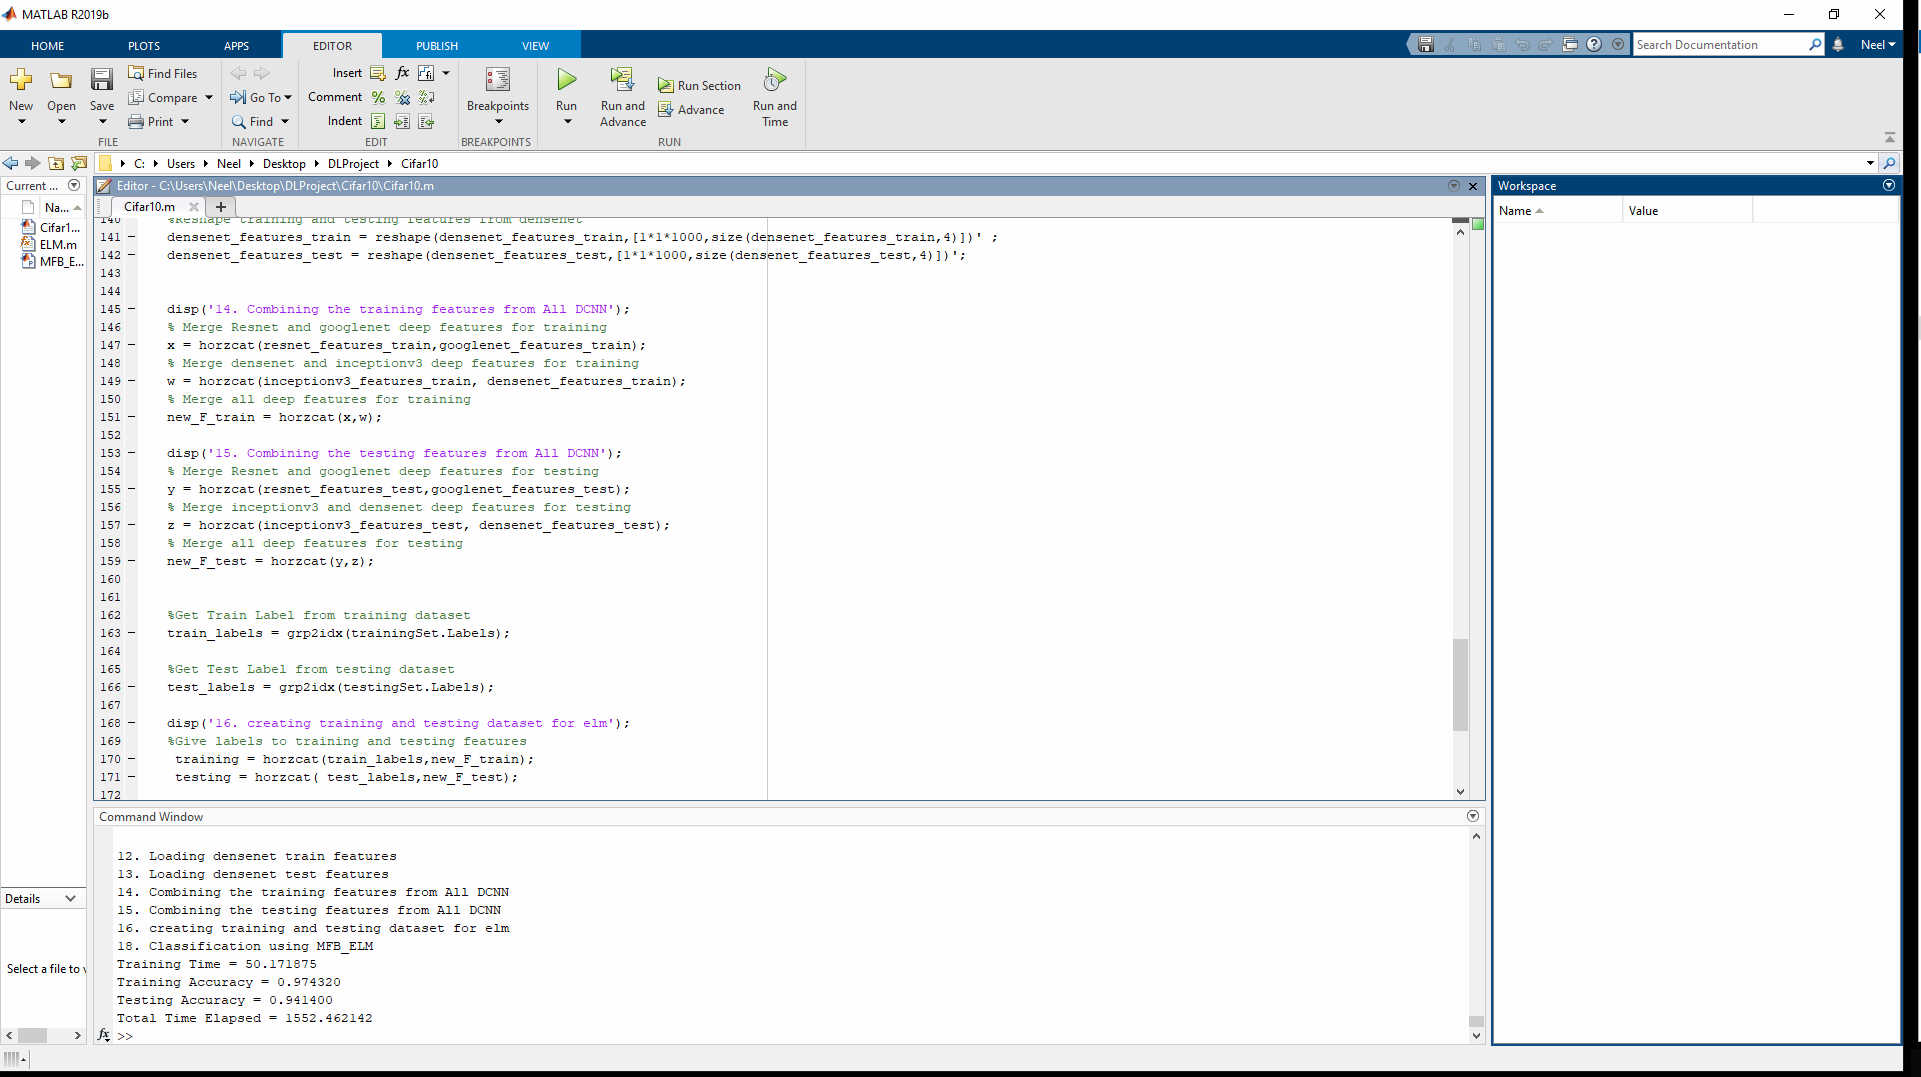 MATLAB R2019b
HOME PLOTS APPS EDITOR PUBLISH VIEW
Search Documentation
Neel
New
Open
Save
Find Files
Compare
Print
FILE
Go To
Find
NAVIGATE
Insert
Comment
Indent
EDIT
Breakpoints
BREAKPOINTS
Run
Run and Advance
Run Section
Advance
Run and Time
RUN
C: Users Neel Desktop DLProject Cifar10
Current ...
Na...
Cifar1...
ELM.m
MFB_E...
Details
Select a file to v
Editor - C:\Users\Neel\Desktop\DLProject\Cifar10\Cifar10.m
Cifar10.m
140 %Reshape training and testing features from densenet
141 densenet_features_train = reshape(densenet_features_train,[1*1*1000,size(densenet_features_train,4)])' ;
142 densenet_features_test = reshape(densenet_features_test,[1*1*1000,size(densenet_features_test,4)])';
143
144
145 disp('14. Combining the training features from All DCNN');
146 % Merge Resnet and googlenet deep features for training
147 x = horzcat(resnet_features_train,googlenet_features_train);
148 % Merge densenet and inceptionv3 deep features for training
149 w = horzcat(inceptionv3_features_train, densenet_features_train);
150 % Merge all deep features for training
151 new_F_train = horzcat(x,w);
152
153 disp('15. Combining the testing features from All DCNN');
154 % Merge Resnet and googlenet deep features for testing
155 y = horzcat(resnet_features_test,googlenet_features_test);
156 % Merge inceptionv3 and densenet deep features for testing
157 z = horzcat(inceptionv3_features_test, densenet_features_test);
158 % Merge all deep features for testing
159 new_F_test = horzcat(y,z);
160
161
162 %Get Train Label from training dataset
163 train_labels = grp2idx(trainingSet.Labels);
164
165 %Get Test Label from testing dataset
166 test_labels = grp2idx(testingSet.Labels);
167
168 disp('16. creating training and testing dataset for elm');
169 %Give labels to training and testing features
170 training = horzcat(train_labels,new_F_train);
171 testing = horzcat( test_labels,new_F_test);
172
Command Window
12. Loading densenet train features
13. Loading densenet test features
14. Combining the training features from All DCNN
15. Combining the testing features from All DCNN
16. creating training and testing dataset for elm
18. Classification using MFB_ELM
Training Time = 50.171875
Training Accuracy = 0.974320
Testing Accuracy = 0.941400
Total Time Elapsed = 1552.462142
fx >>
Workspace
Name Value